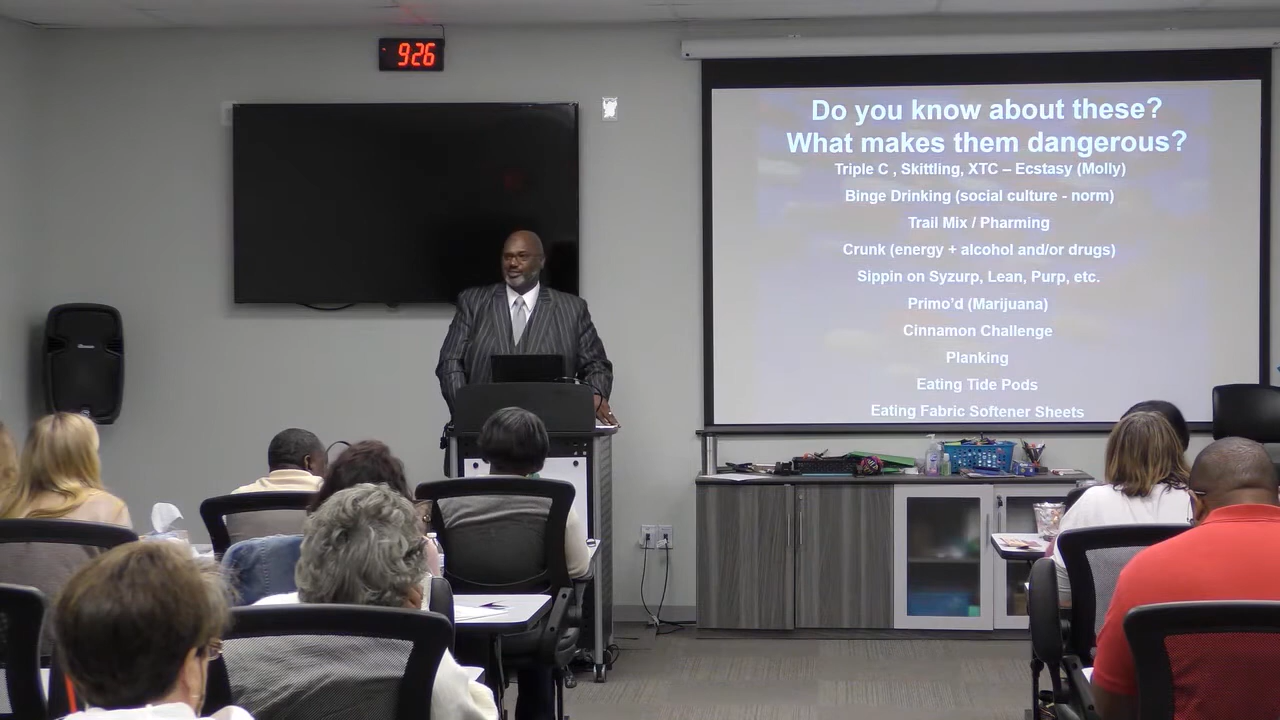 9:26
Do you know about these?
What makes them dangerous?
Triple C , Skittling, XTC – Ecstasy (Molly)
Binge Drinking (social culture - norm)
Trail Mix / Pharming
Crunk (energy + alcohol and/or drugs)
Sippin on Syzurp, Lean, Purp, etc.
Primo'd (Marijuana)
Cinnamon Challenge
Planking
Eating Tide Pods
Eating Fabric Softener Sheets